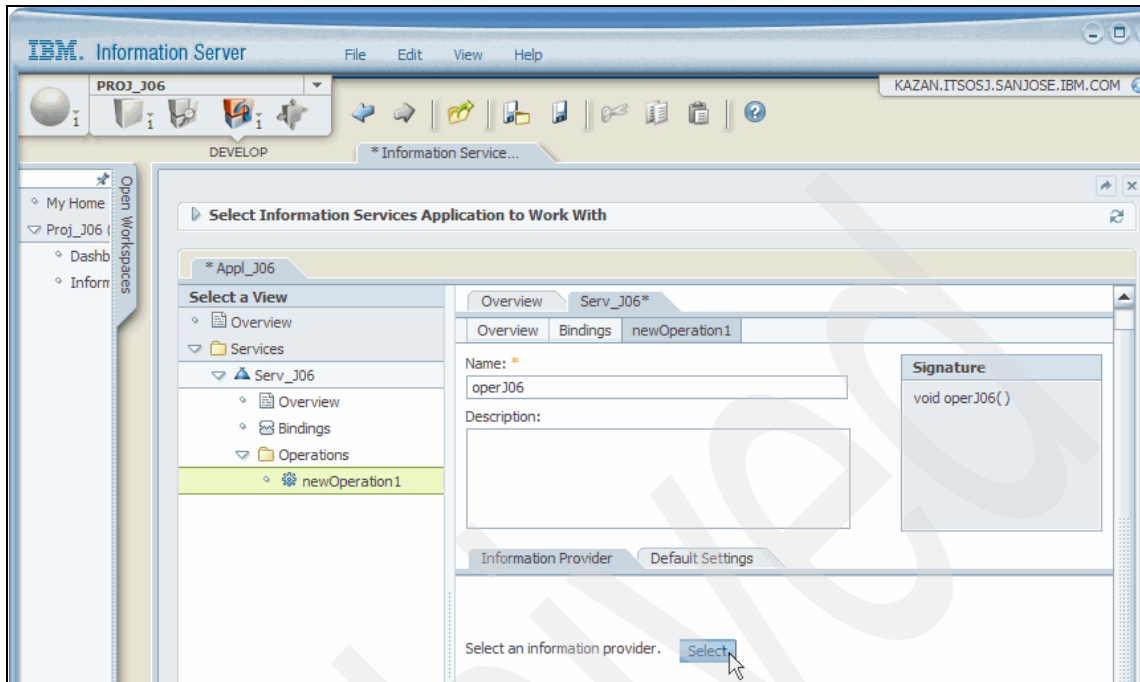 IBM. Information Server File Edit View Help
PROJ_J06 KAZAN.ITSOSJ.SANJOSE.IBM.COM
DEVELOP * Information Service...
Open Workspaces
My Home
Proj_J06 (
Dashb
Inform
Select Information Services Application to Work With
* Appl_J06
Select a View
Overview
Services
Serv_J06
Overview
Bindings
Operations
newOperation1
Overview Serv_J06*
Overview Bindings newOperation1
Name: *
operJ06
Description:
Signature
void operJ06( )
Information Provider Default Settings
Select an information provider. Select